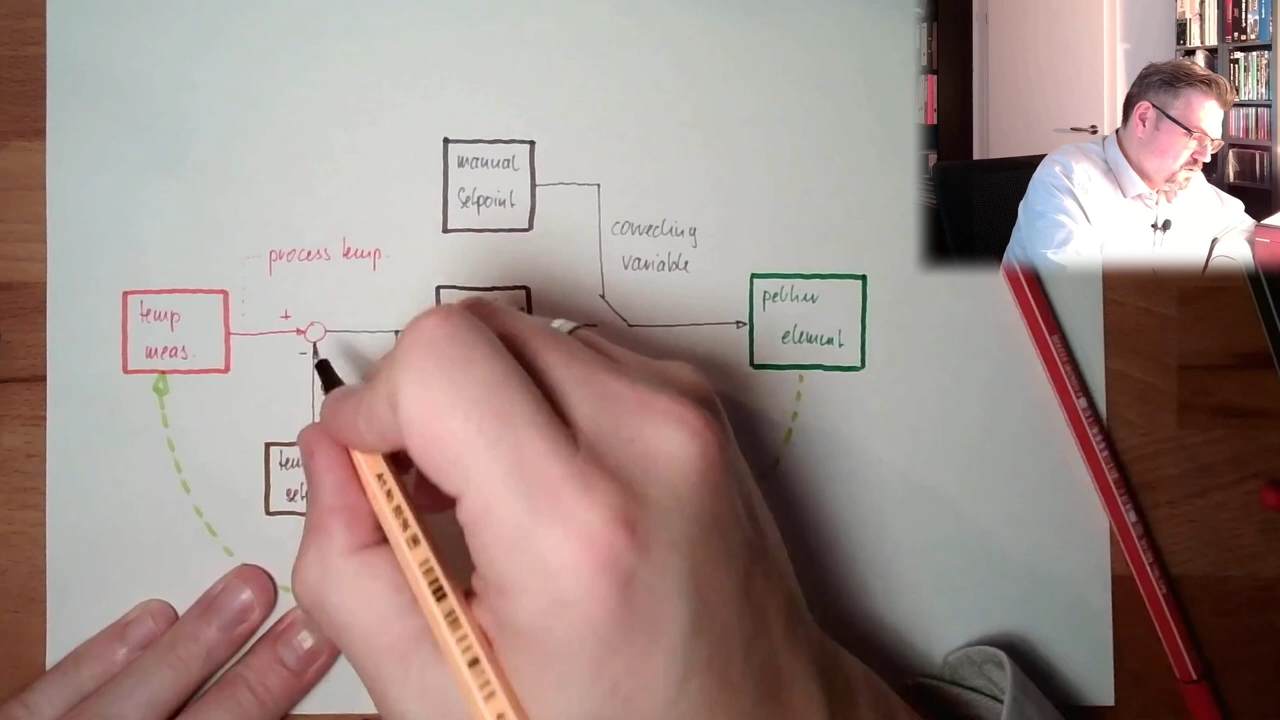 manual
Setpoint
correcting
variable
process temp.
temp
meas.
+
-
peltier
element